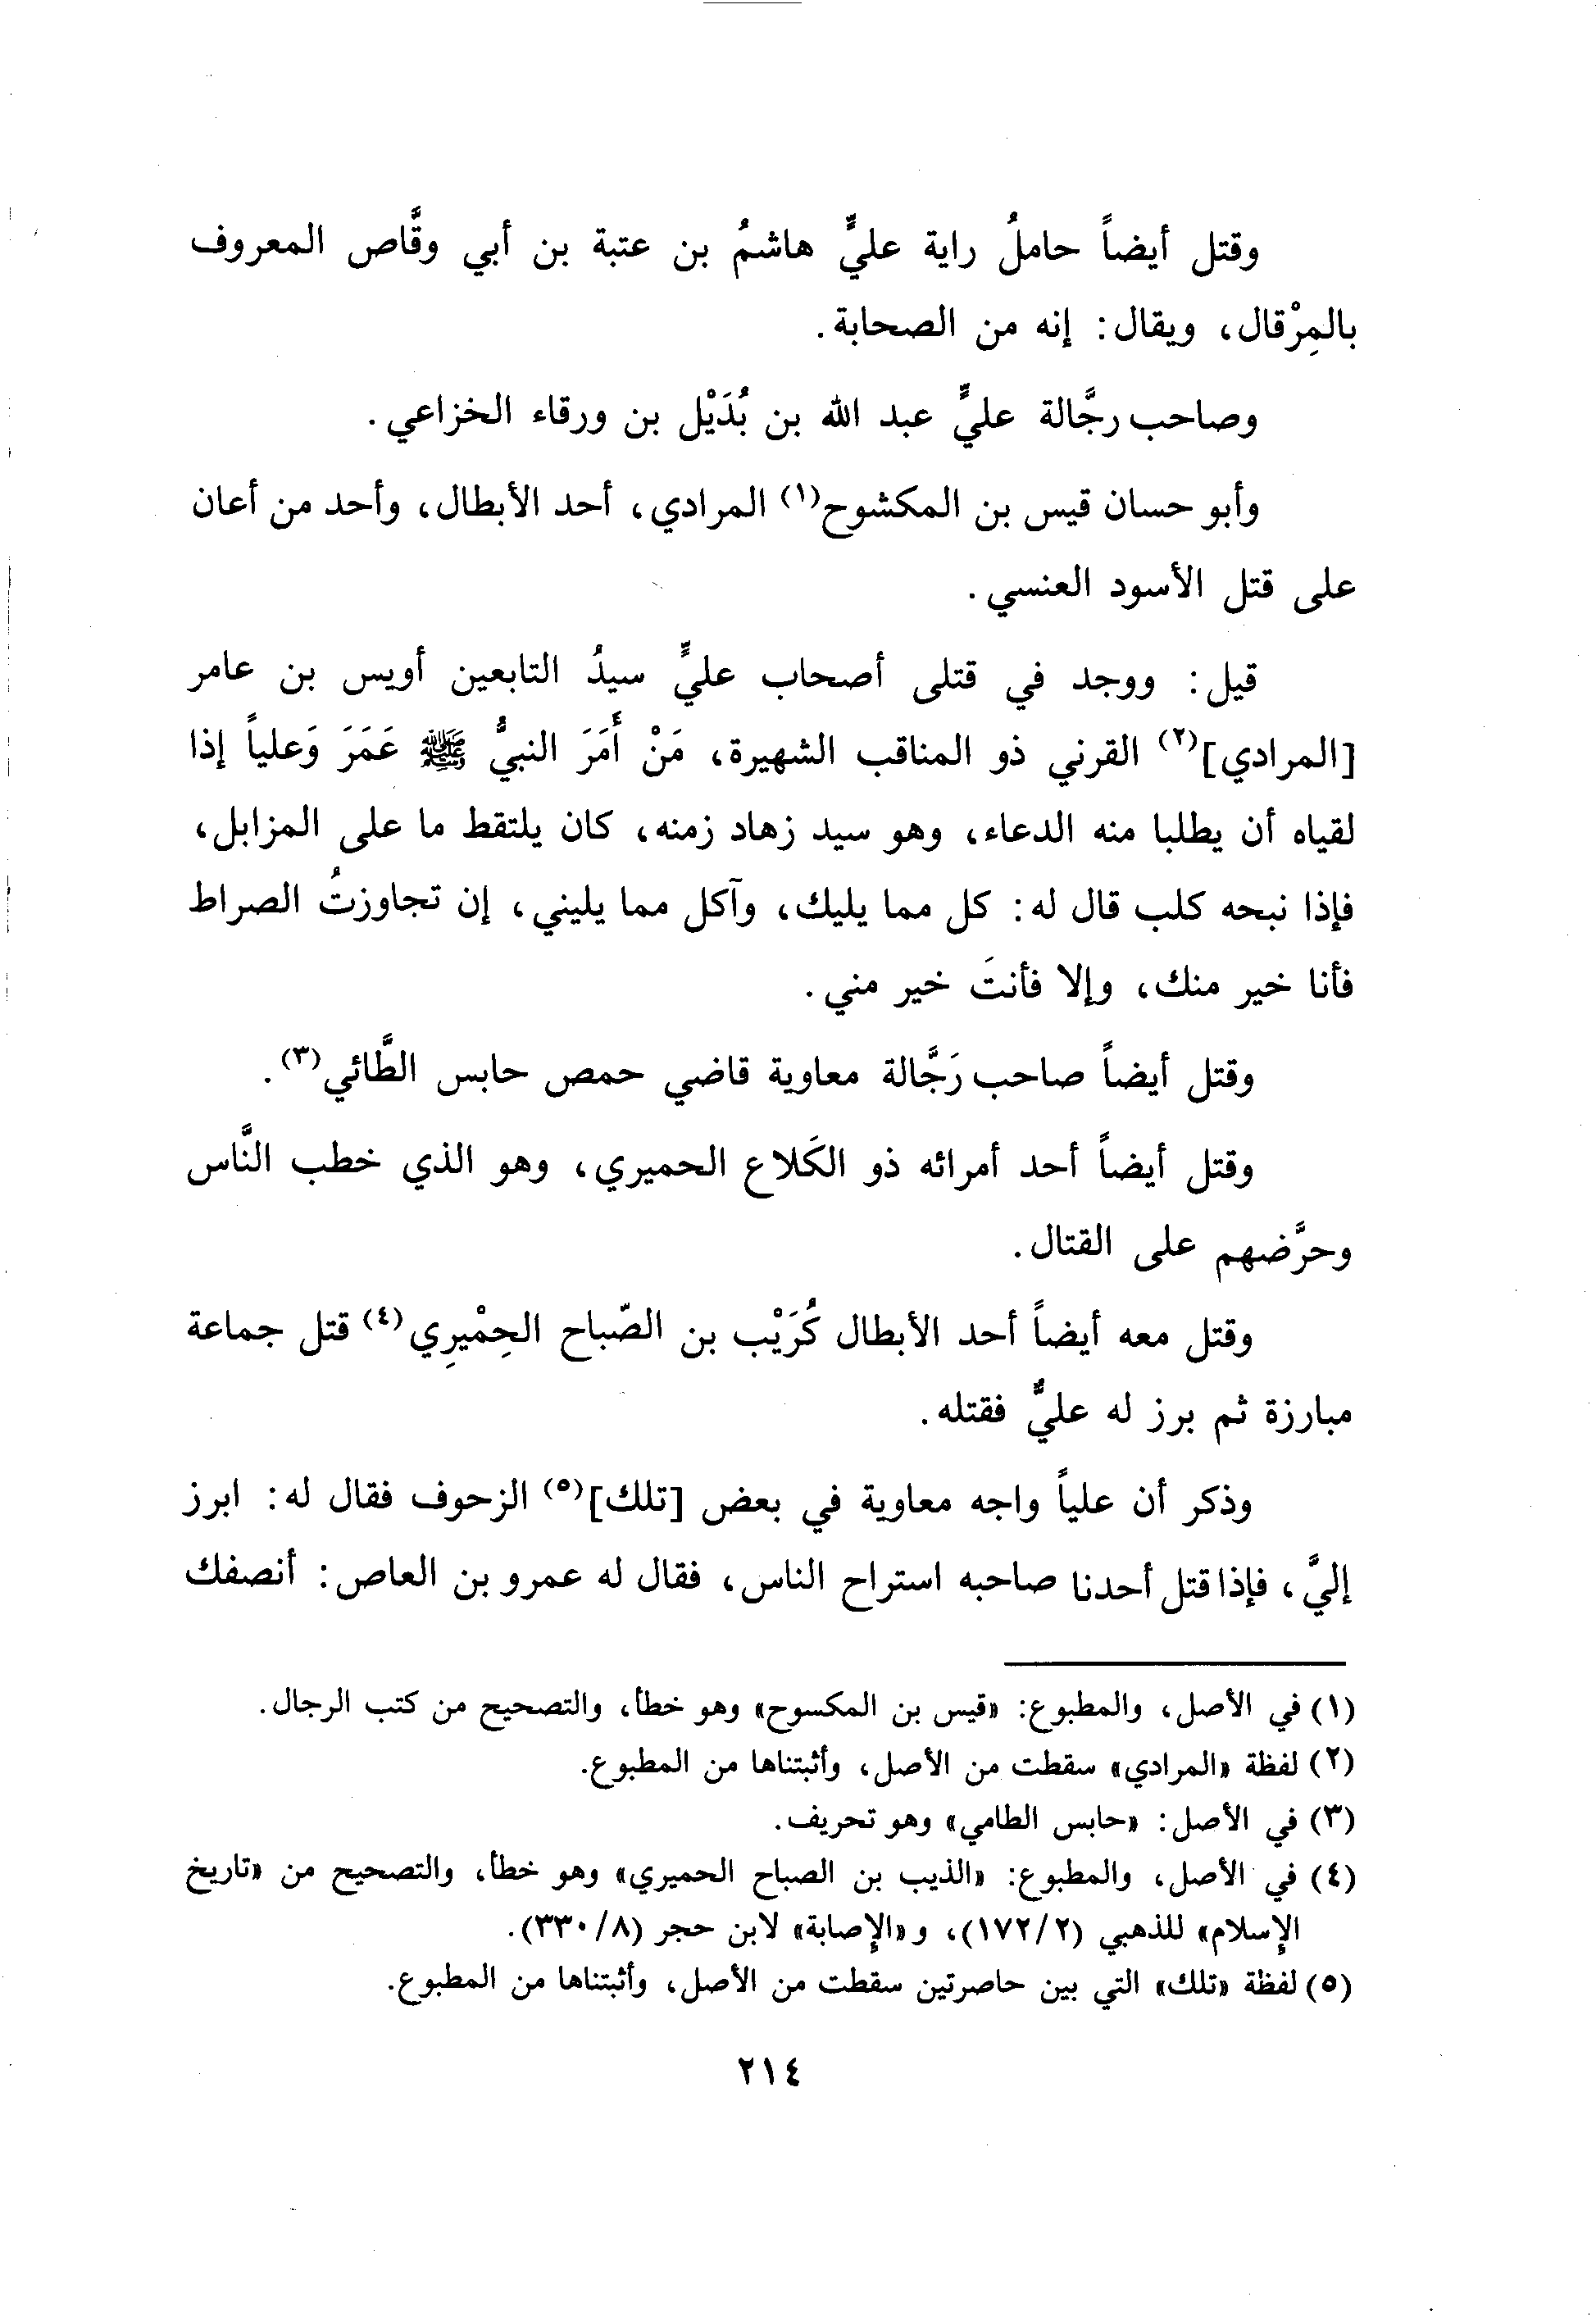 وقتل أيضاً حاملُ راية عليٍّ هاشمُ بن عتبة بن أبي وقَّاص المعروف
بالمِرْقال، ويقال: إنه من الصحابة.
وصاحب رجَّالة عليٍّ عبد الله بن بُدَيْل بن ورقاء الخزاعي.
وأبو حسان قيس بن المكشوح(١) المرادي، أحد الأبطال، وأحد من أعان
على قتل الأسود العنسي.
قيل: ووجد في قتلى أصحاب عليٍّ سيدُ التابعين أويس بن عامر
[المرادي](٢) القرني ذو المناقب الشهيرة، مَنْ أَمَرَ النبيُّ ﷺ عَمَرَ وَعلياً إذا
لقياه أن يطلبا منه الدعاء، وهو سيد زهاد زمنه، كان يلتقط ما على المزابل،
فإذا نبحه كلب قال له: كل مما يليك، وآكل مما يليني، إن تجاوزتُ الصراط
فأنا خير منك، وإلا فأنتَ خير مني.
وقتل أيضاً صاحب رَجَّالة معاوية قاضي حمص حابس الطَّائي(٣).
وقتل أيضاً أحد أمرائه ذو الكَلاع الحميري، وهو الذي خطب النَّاس
وحرَّضهم على القتال.
وقتل معه أيضاً أحد الأبطال كُرَيْب بن الصّباح الحِمْيرِي(٤) قتل جماعة
مبارزة ثم برز له عليٌّ فقتله.
وذكر أن علياً واجه معاوية في بعض [تلك](٥) الزحوف فقال له: ابرز
إليَّ، فإذا قتل أحدنا صاحبه استراح الناس، فقال له عمرو بن العاص: أنصفك
(١) في الأصل، والمطبوع: «قيس بن المكسوح» وهو خطأ، والتصحيح من كتب الرجال.
(٢) لفظة «المرادي» سقطت من الأصل، وأثبتناها من المطبوع.
(٣) في الأصل: «حابس الطامي» وهو تحريف.
(٤) في الأصل، والمطبوع: «الذيب بن الصباح الحميري» وهو خطأ، والتصحيح من «تاريخ
الإسلام» للذهبي (١٧٢/٢)، و«الإصابة» لابن حجر (٣٣٠/٨).
(٥) لفظة «تلك» التي بين حاصرتين سقطت من الأصل، وأثبتناها من المطبوع.
٢١٤